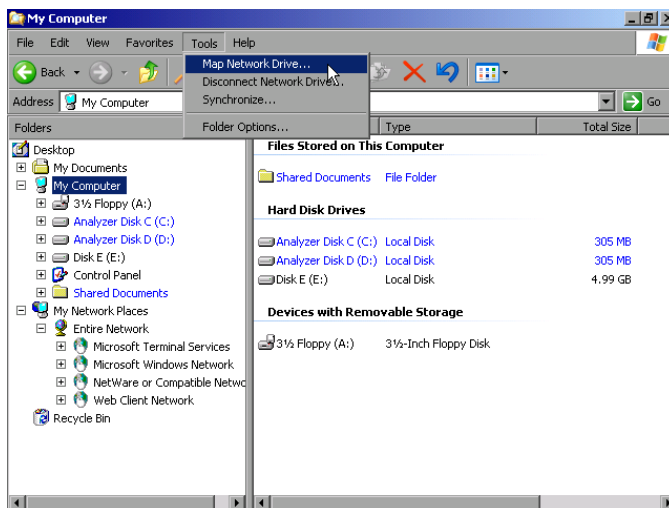 My Computer
File Edit View Favorites Tools Help
Map Network Drive...
Disconnect Network Drive...
Synchronize...
Folder Options...
Back
Address My Computer Go
Folders Type Total Size
Desktop
My Documents
My Computer
3½ Floppy (A:)
Analyzer Disk C (C:)
Analyzer Disk D (D:)
Disk E (E:)
Control Panel
Shared Documents
My Network Places
Entire Network
Microsoft Terminal Services
Microsoft Windows Network
NetWare or Compatible Netwo
Web Client Network
Recycle Bin
Files Stored on This Computer
Shared Documents File Folder
Hard Disk Drives
Analyzer Disk C (C:) Local Disk 305 MB
Analyzer Disk D (D:) Local Disk 305 MB
Disk E (E:) Local Disk 4.99 GB
Devices with Removable Storage
3½ Floppy (A:) 3½-Inch Floppy Disk